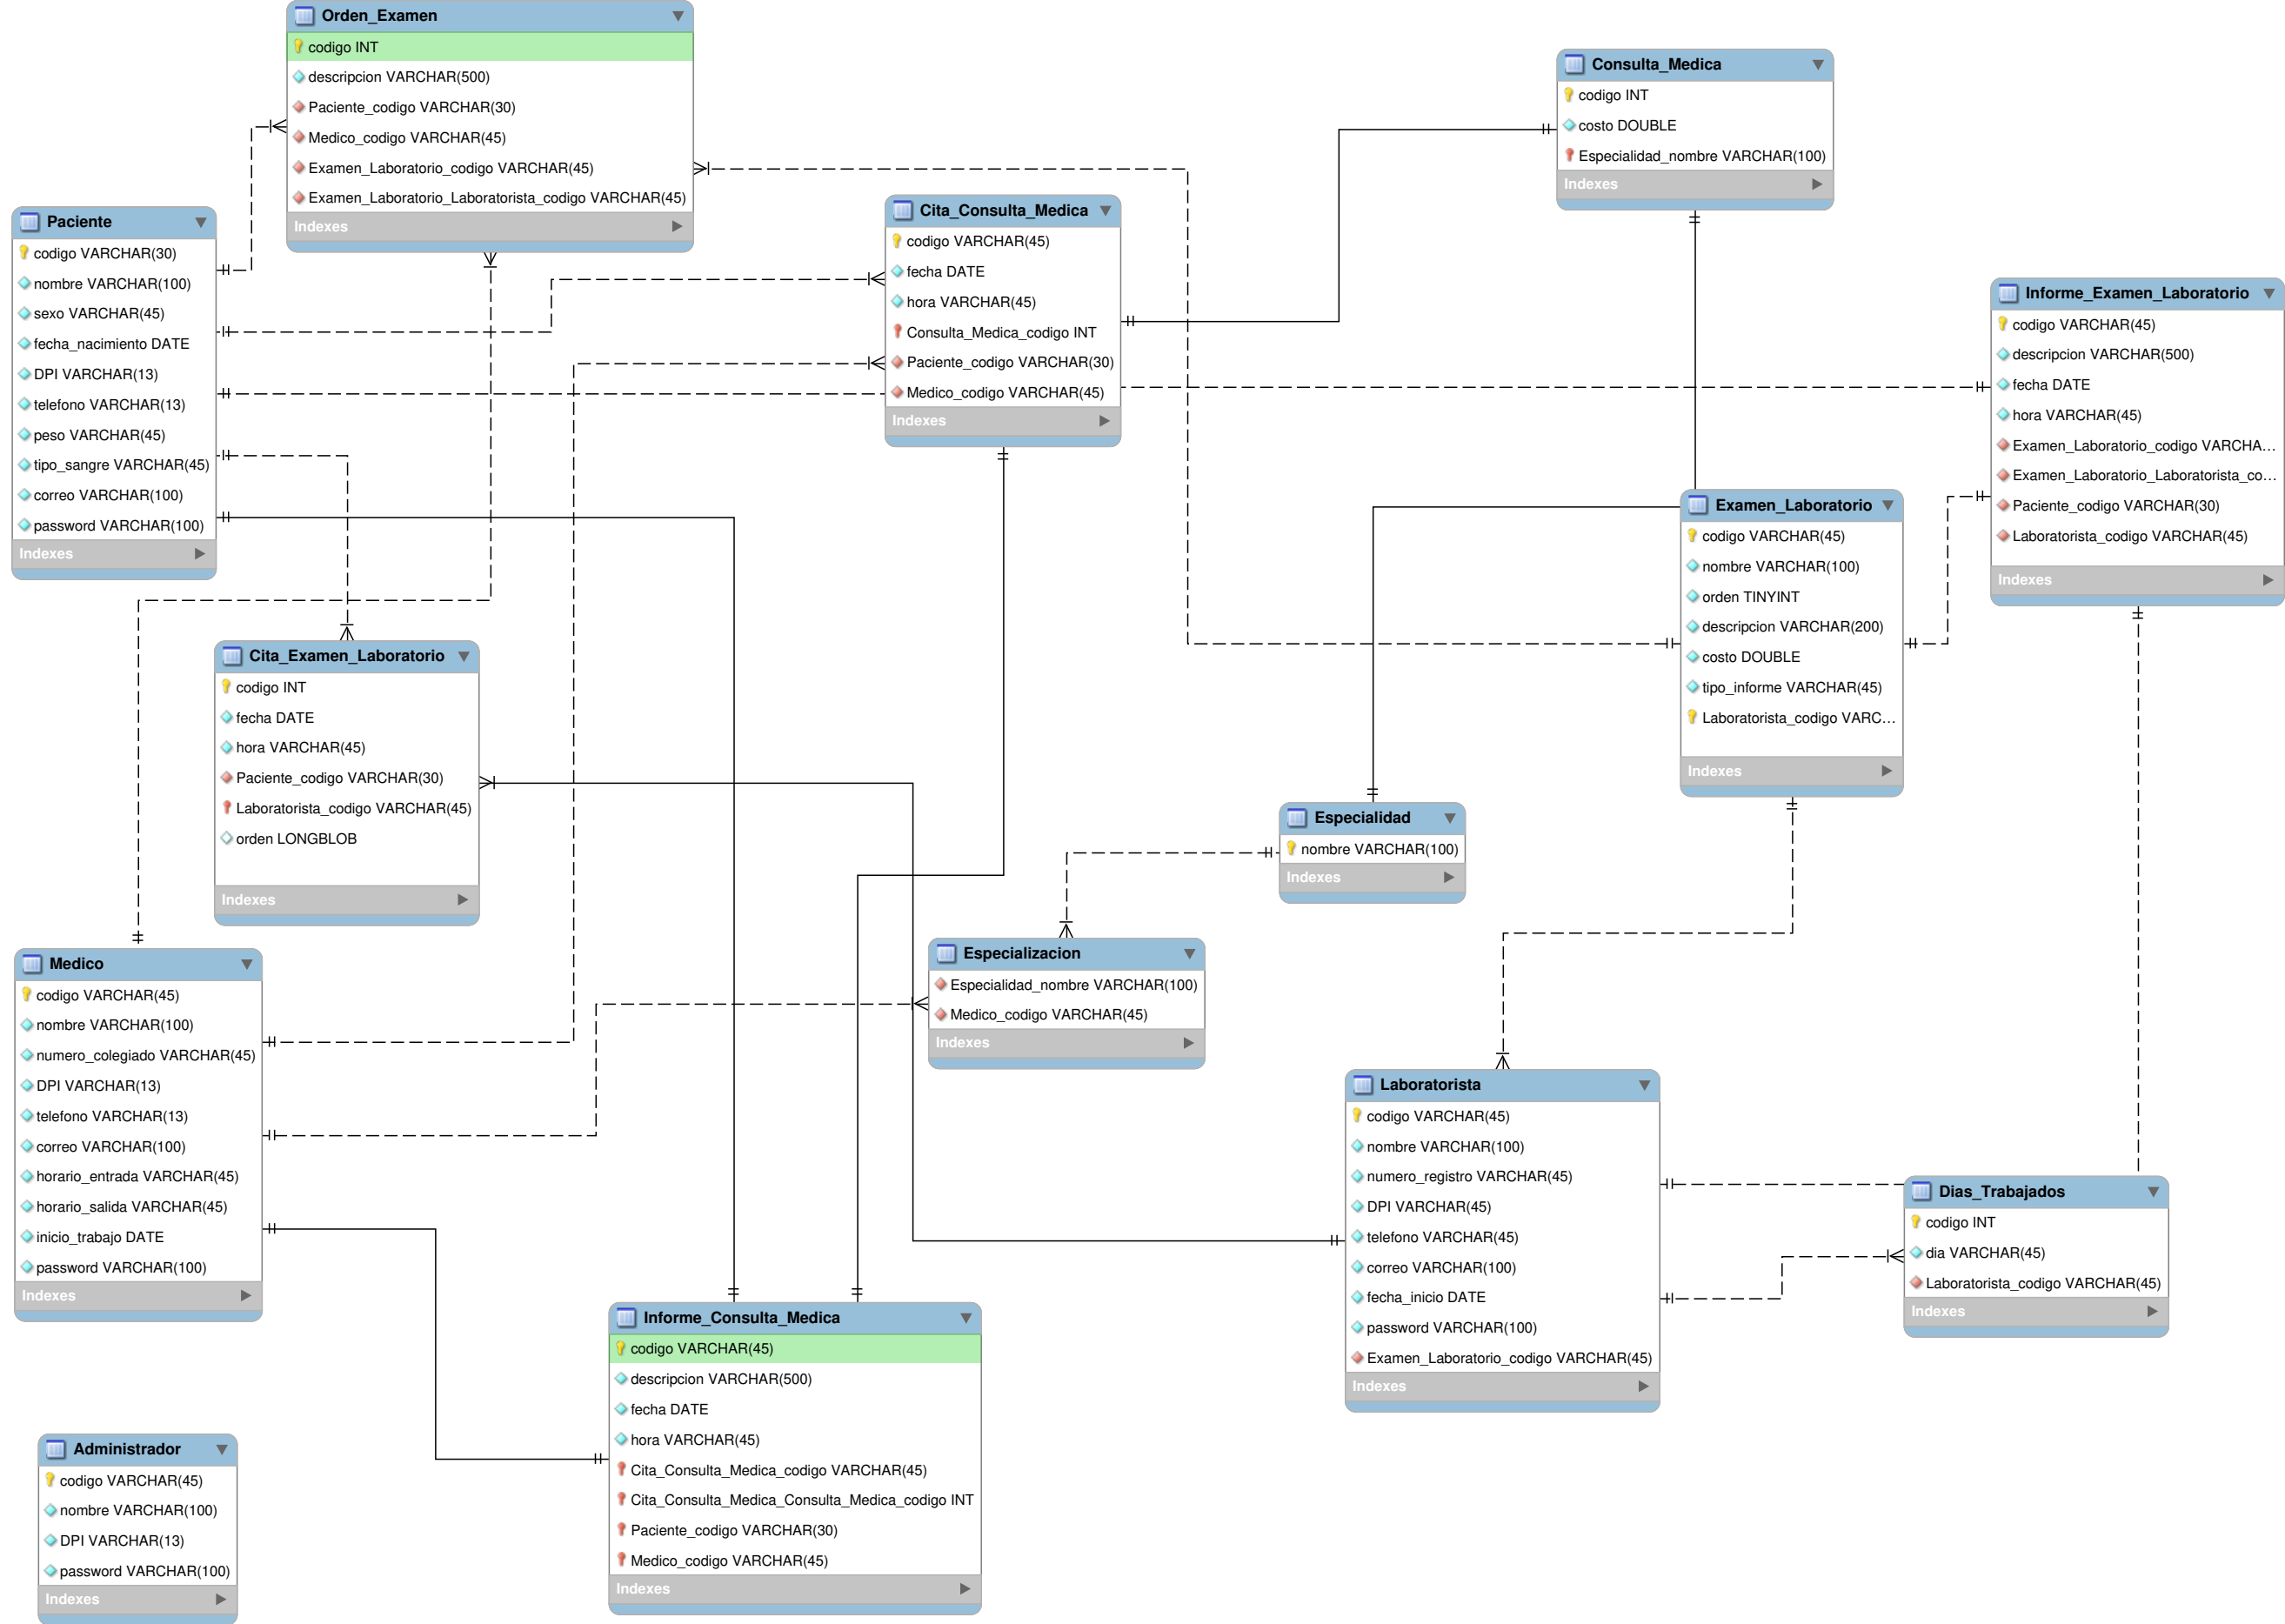 Orden_Examen
codigo INT
descripcion VARCHAR(500)
Paciente_codigo VARCHAR(30)
Medico_codigo VARCHAR(45)
Examen_Laboratorio_codigo VARCHAR(45)
Examen_Laboratorio_Laboratorista_codigo VARCHAR(45)
Indexes
Consulta_Medica
codigo INT
costo DOUBLE
Especialidad_nombre VARCHAR(100)
Indexes
Paciente
codigo VARCHAR(30)
nombre VARCHAR(100)
sexo VARCHAR(45)
fecha_nacimiento DATE
DPI VARCHAR(13)
telefono VARCHAR(13)
peso VARCHAR(45)
tipo_sangre VARCHAR(45)
correo VARCHAR(100)
password VARCHAR(100)
Indexes
Cita_Consulta_Medica
codigo VARCHAR(45)
fecha DATE
hora VARCHAR(45)
Consulta_Medica_codigo INT
Paciente_codigo VARCHAR(30)
Medico_codigo VARCHAR(45)
Indexes
Informe_Examen_Laboratorio
codigo VARCHAR(45)
descripcion VARCHAR(500)
fecha DATE
hora VARCHAR(45)
Examen_Laboratorio_codigo VARCHA...
Examen_Laboratorio_Laboratorista_co...
Paciente_codigo VARCHAR(30)
Laboratorista_codigo VARCHAR(45)
Indexes
Examen_Laboratorio
codigo VARCHAR(45)
nombre VARCHAR(100)
orden TINYINT
descripcion VARCHAR(200)
costo DOUBLE
tipo_informe VARCHAR(45)
Laboratorista_codigo VARC...
Indexes
Cita_Examen_Laboratorio
codigo INT
fecha DATE
hora VARCHAR(45)
Paciente_codigo VARCHAR(30)
Laboratorista_codigo VARCHAR(45)
orden LONGBLOB
Indexes
Especialidad
nombre VARCHAR(100)
Indexes
Medico
codigo VARCHAR(45)
nombre VARCHAR(100)
numero_colegiado VARCHAR(45)
DPI VARCHAR(13)
telefono VARCHAR(13)
correo VARCHAR(100)
horario_entrada VARCHAR(45)
horario_salida VARCHAR(45)
inicio_trabajo DATE
password VARCHAR(100)
Indexes
Especializacion
Especialidad_nombre VARCHAR(100)
Medico_codigo VARCHAR(45)
Indexes
Laboratorista
codigo VARCHAR(45)
nombre VARCHAR(100)
numero_registro VARCHAR(45)
DPI VARCHAR(45)
telefono VARCHAR(45)
correo VARCHAR(100)
fecha_inicio DATE
password VARCHAR(100)
Examen_Laboratorio_codigo VARCHAR(45)
Indexes
Dias_Trabajados
codigo INT
dia VARCHAR(45)
Laboratorista_codigo VARCHAR(45)
Indexes
Informe_Consulta_Medica
codigo VARCHAR(45)
descripcion VARCHAR(500)
fecha DATE
hora VARCHAR(45)
Cita_Consulta_Medica_codigo VARCHAR(45)
Cita_Consulta_Medica_Consulta_Medica_codigo INT
Paciente_codigo VARCHAR(30)
Medico_codigo VARCHAR(45)
Indexes
Administrador
codigo VARCHAR(45)
nombre VARCHAR(100)
DPI VARCHAR(13)
password VARCHAR(100)
Indexes